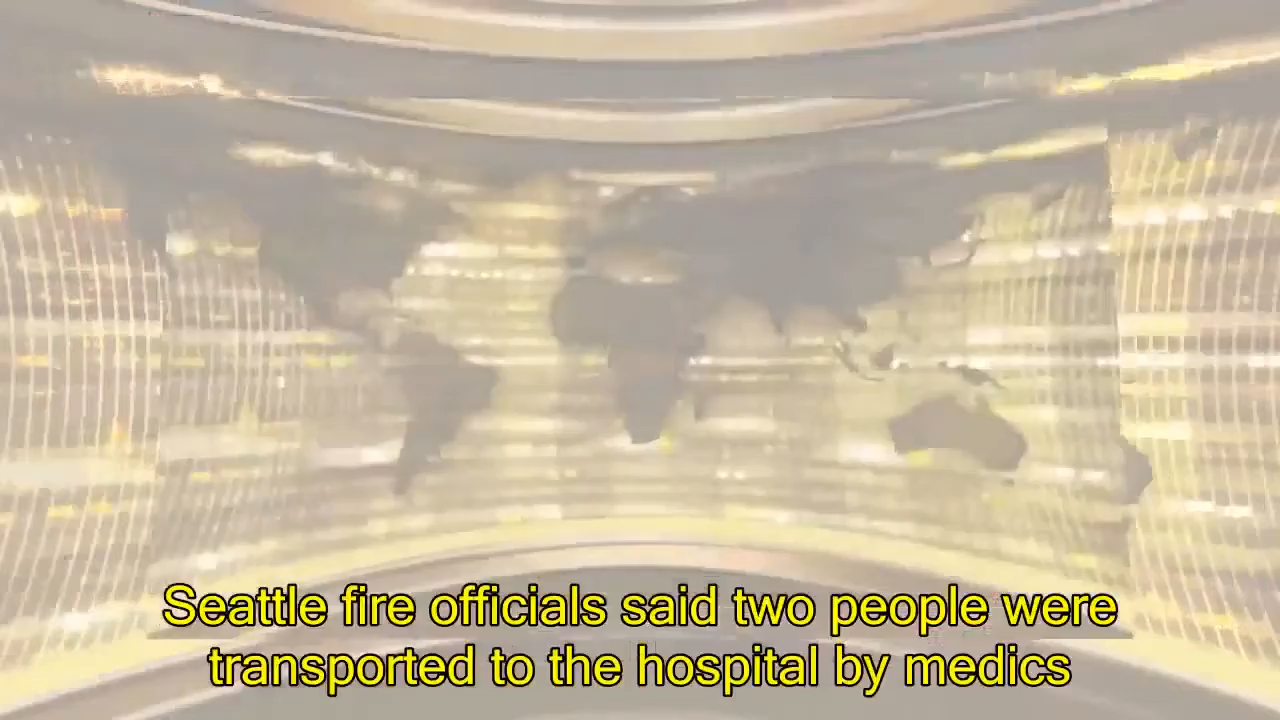 Seattle fire officials said two people were
transported to the hospital by medics